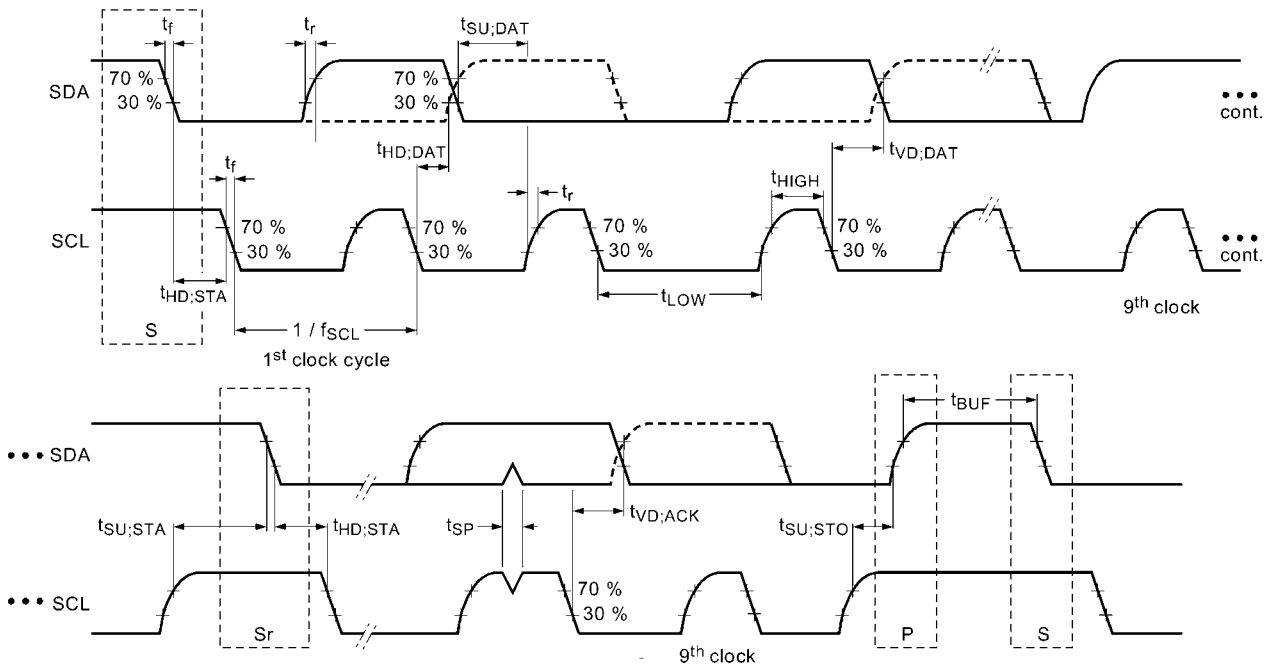 tf
tr
tSU;DAT
SDA
70 %
30 %
70 %
30 %
cont.
tHD;DAT
tVD;DAT
tf
tr
tHIGH
SCL
70 %
30 %
70 %
30 %
70 %
30 %
70 %
30 %
cont.
tHD;STA
tLOW
S
1 / fSCL
1st clock cycle
9th clock
tBUF
SDA
tSU;STA
tHD;STA
tSP
tVD;ACK
tSU;STO
SCL
70 %
30 %
Sr
P
S
9th clock